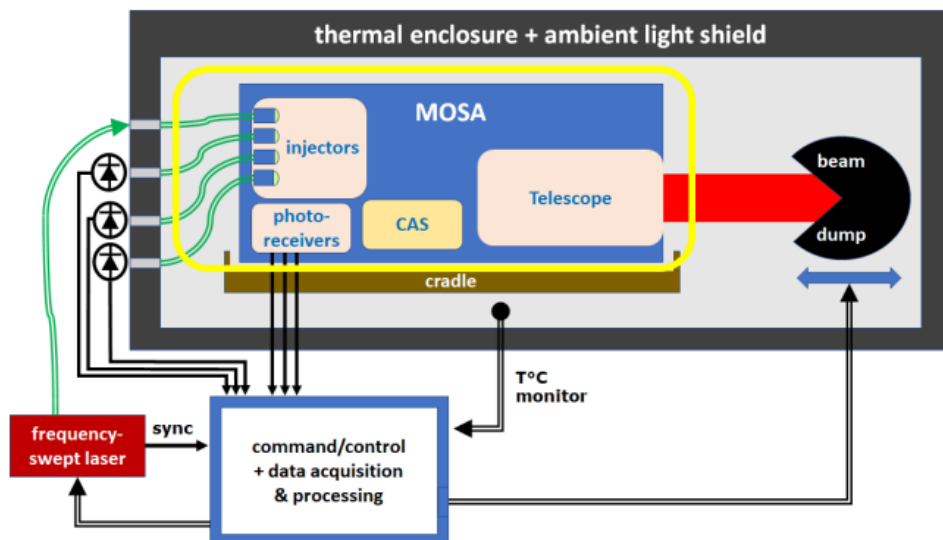 thermal enclosure + ambient light shield
MOSA
injectors
photo-
receivers
CAS
Telescope
beam
dump
cradle
T°C
monitor
frequency-
swept laser
sync
command/control
+ data acquisition
& processing